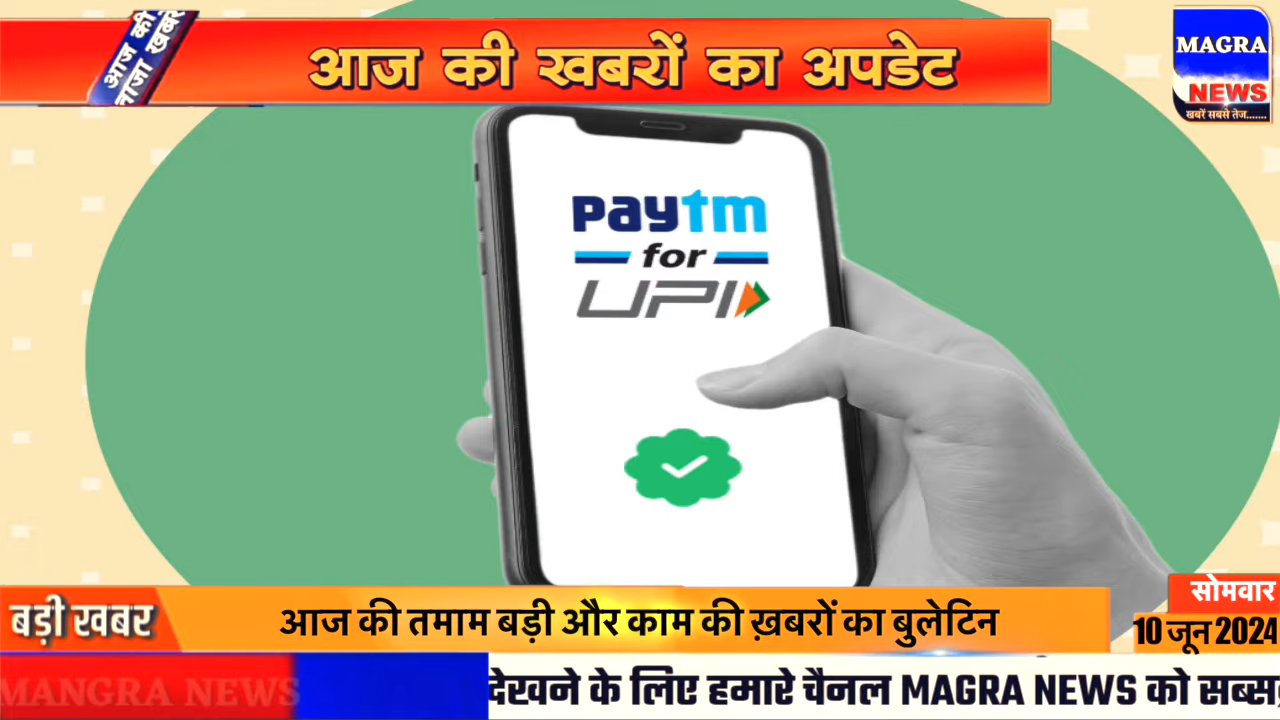 आज की
ताजा खबरें
आज की खबरों का अपडेट
MAGRA
NEWS
खबरें सबसे तेज.......
paytm
for
UPI
बड़ी खबर
आज की तमाम बड़ी और काम की ख़बरों का बुलेटिन
सोमवार
10 जून 2024
MANGRA NEWS
देखने के लिए हमारे चैनल MAGRA NEWS को